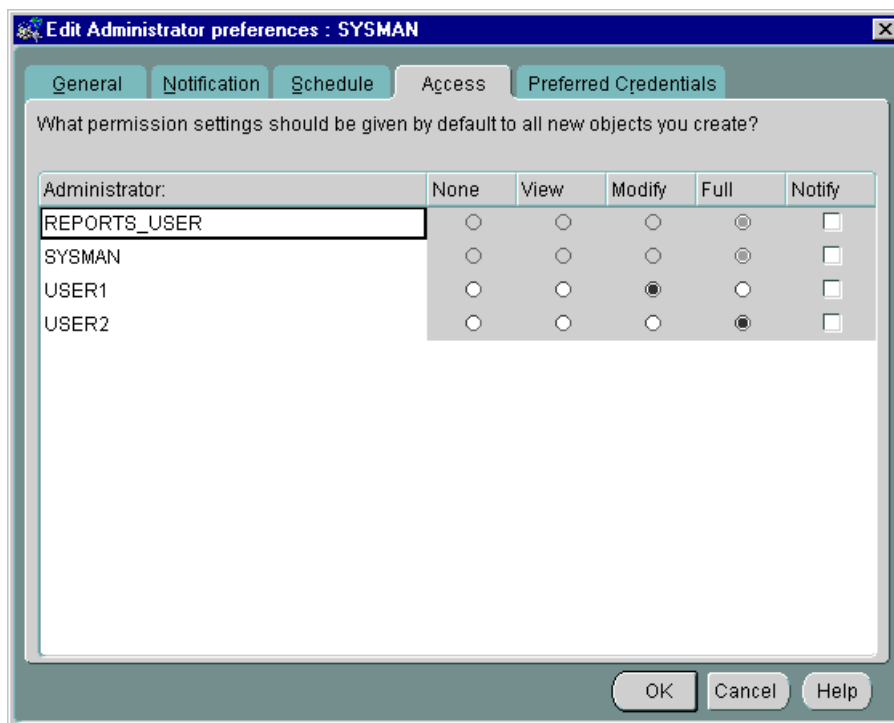 Edit Administrator preferences : SYSMAN
General Notification Schedule Access Preferred Credentials
What permission settings should be given by default to all new objects you create?
Administrator: None View Modify Full Notify
REPORTS_USER
SYSMAN
USER1
USER2
OK Cancel Help